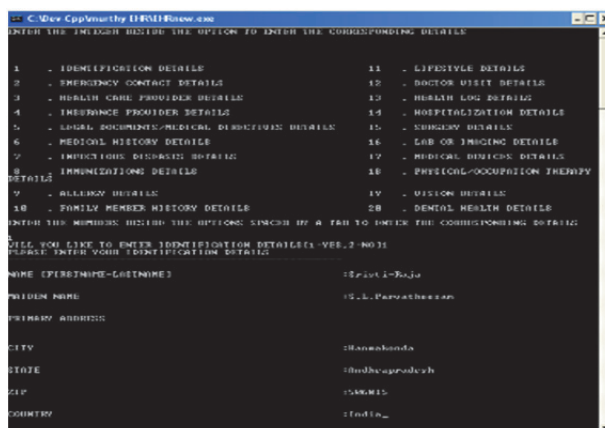 C:\Dev-Cpp\murthy IHR\IHRnew.exe
ENTER THE INTEGER BESIDE THE OPTION TO ENTER THE CORRESPONDING DETAILS
1 . IDENTIFICATION DETAILS 11 . LIFESTYLE DETAILS
2 . EMERGENCY CONTACT DETAILS 12 . DOCTOR VISIT DETAILS
3 . HEALTH CARE PROVIDER DETAILS 13 . HEALTH LOG DETAILS
4 . INSURANCE PROVIDER DETAILS 14 . HOSPITALIZATION DETAILS
5 . LEGAL DOCUMENTS/MEDICAL DIRECTIVES DETAILS 15 . SURGERY DETAILS
6 . MEDICAL HISTORY DETAILS 16 . LAB OR IMAGING DETAILS
7 . INFECTIOUS DISEASES DETAILS 17 . MEDICAL DEVICES DETAILS
8 . IMMUNIZATIONS DETAILS 18 . PHYSICAL/OCCUPATION THERAPY
DETAILS
9 . ALLERGY DETAILS 19 . VISION DETAILS
10 . FAMILY MEMBER HISTORY DETAILS 20 . DENTAL HEALTH DETAILS
ENTER THE NUMBERS BESIDE THE OPTIONS SPACED BY A TAB TO ENTER THE CORRESPONDING DETAILS
1
WILL YOU LIKE TO ENTER IDENTIFICATION DETAILS(1-YES,2-NO)1
PLEASE ENTER YOUR IDENTIFICATION DETAILS
NAME [FIRSTNAME-LASTNAME] :Sristi-Raja
MAIDEN NAME
PRIMARY ADDRESS
CITY :Hanmakonda
STATE :Andhrapradesh
ZIP
COUNTRY :India_